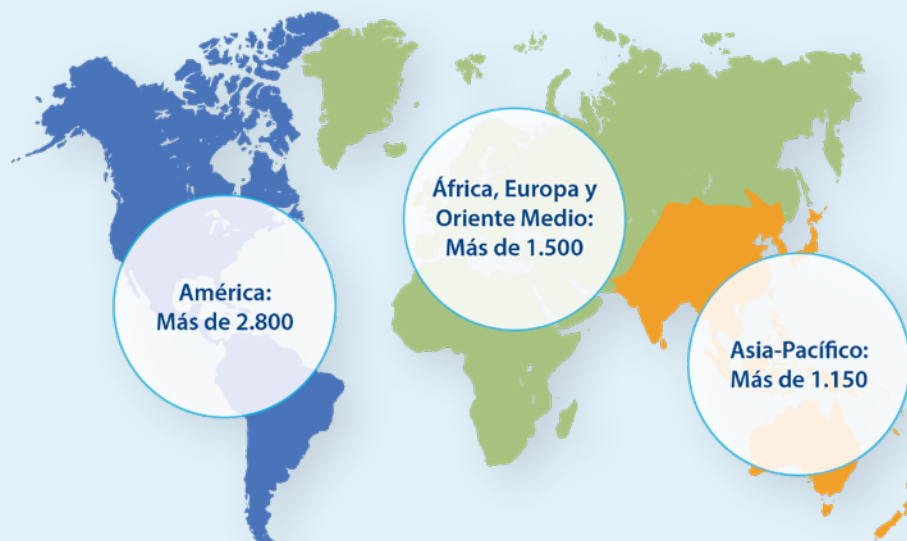 África, Europa y
Oriente Medio:
Más de 1.500
América:
Más de 2.800
Asia-Pacífico:
Más de 1.150